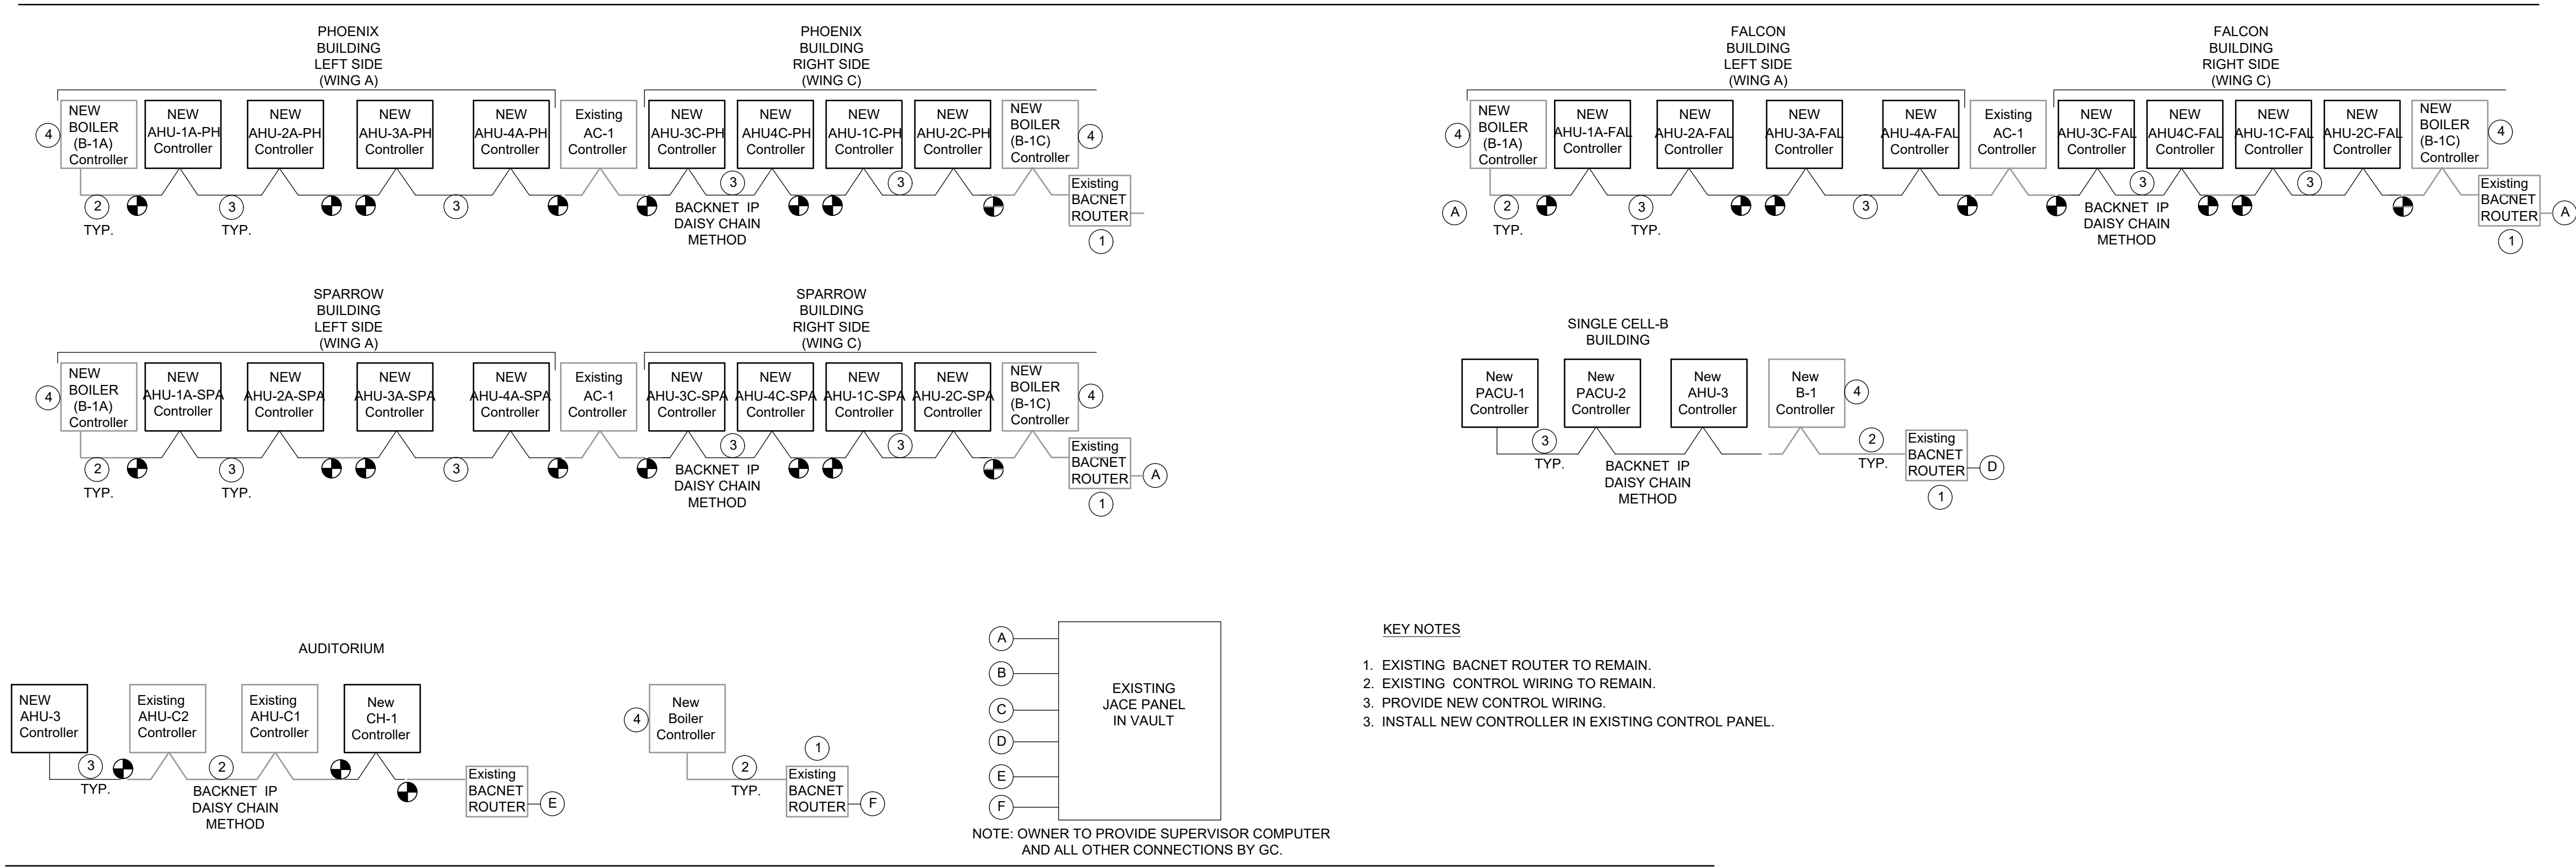 PHOENIX
BUILDING
LEFT SIDE
(WING A)
PHOENIX
BUILDING
RIGHT SIDE
(WING C)
4
NEW
BOILER
(B-1A)
Controller
NEW
AHU-1A-PH
Controller
NEW
AHU-2A-PH
Controller
NEW
AHU-3A-PH
Controller
NEW
AHU-4A-PH
Controller
Existing
AC-1
Controller
NEW
AHU-3C-PH
Controller
NEW
AHU4C-PH
Controller
NEW
AHU-1C-PH
Controller
NEW
AHU-2C-PH
Controller
NEW
BOILER
(B-1C)
Controller
4
2
TYP.
3
TYP.
3
3
BACKNET IP
DAISY CHAIN
METHOD
3
Existing
BACNET
ROUTER
1
FALCON
BUILDING
LEFT SIDE
(WING A)
FALCON
BUILDING
RIGHT SIDE
(WING C)
4
NEW
BOILER
(B-1A)
Controller
NEW
AHU-1A-FAL
Controller
NEW
AHU-2A-FAL
Controller
NEW
AHU-3A-FAL
Controller
NEW
AHU-4A-FAL
Controller
Existing
AC-1
Controller
NEW
AHU-3C-FAL
Controller
NEW
AHU4C-FAL
Controller
NEW
AHU-1C-FAL
Controller
NEW
AHU-2C-FAL
Controller
NEW
BOILER
(B-1C)
Controller
4
A
2
TYP.
3
TYP.
3
3
BACKNET IP
DAISY CHAIN
METHOD
3
Existing
BACNET
ROUTER
A
1
SPARROW
BUILDING
LEFT SIDE
(WING A)
SPARROW
BUILDING
RIGHT SIDE
(WING C)
4
NEW
BOILER
(B-1A)
Controller
NEW
AHU-1A-SPA
Controller
NEW
AHU-2A-SPA
Controller
NEW
AHU-3A-SPA
Controller
NEW
AHU-4A-SPA
Controller
Existing
AC-1
Controller
NEW
AHU-3C-SPA
Controller
NEW
AHU-4C-SPA
Controller
NEW
AHU-1C-SPA
Controller
NEW
AHU-2C-SPA
Controller
NEW
BOILER
(B-1C)
Controller
4
2
TYP.
3
TYP.
3
3
BACKNET IP
DAISY CHAIN
METHOD
3
Existing
BACNET
ROUTER
A
1
SINGLE CELL-B
BUILDING
New
PACU-1
Controller
New
PACU-2
Controller
New
AHU-3
Controller
New
B-1
Controller
4
3
TYP.
BACKNET IP
DAISY CHAIN
METHOD
2
TYP.
Existing
BACNET
ROUTER
D
1
AUDITORIUM
NEW
AHU-3
Controller
Existing
AHU-C2
Controller
Existing
AHU-C1
Controller
New
CH-1
Controller
3
TYP.
2
BACKNET IP
DAISY CHAIN
METHOD
Existing
BACNET
ROUTER
E
4
New
Boiler
Controller
2
TYP.
1
Existing
BACNET
ROUTER
F
A
B
C
D
E
F
EXISTING
JACE PANEL
IN VAULT
NOTE: OWNER TO PROVIDE SUPERVISOR COMPUTER
AND ALL OTHER CONNECTIONS BY GC.
KEY NOTES
1. EXISTING BACNET ROUTER TO REMAIN.
2. EXISTING CONTROL WIRING TO REMAIN.
3. PROVIDE NEW CONTROL WIRING.
3. INSTALL NEW CONTROLLER IN EXISTING CONTROL PANEL.